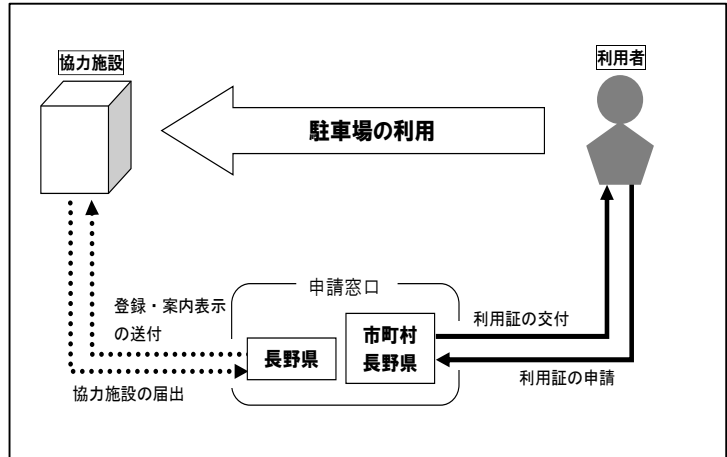 協力施設
利用者
駐車場の利用
申請窓口
登録・案内表示
の送付
長野県
市町村
長野県
利用証の交付
利用証の申請
協力施設の届出